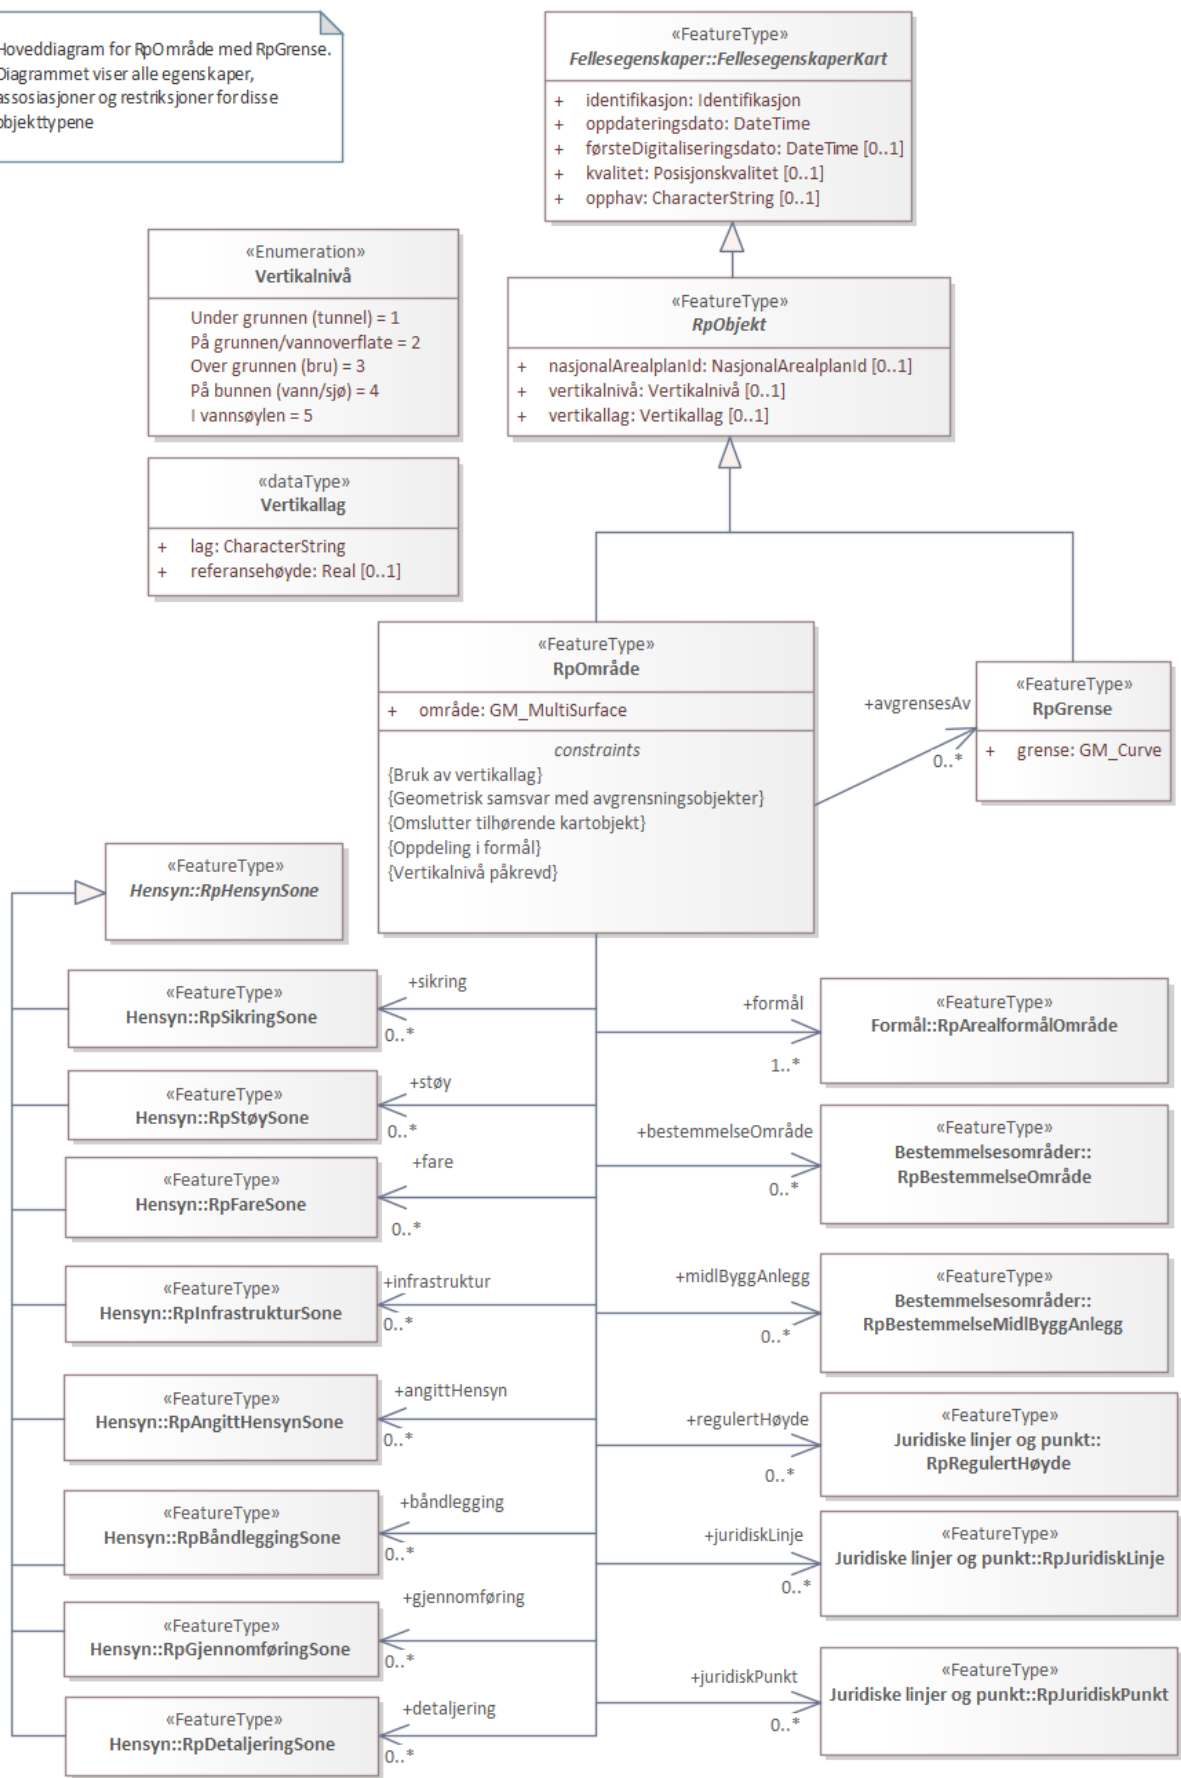 Hoveddiagram for RpOmråde med RpGrense.
Diagrammet viser alle egenskaper,
assosiasjoner og restriksjoner for disse
objekttypene
«FeatureType»
Fellesegenskaper::FellesegenskaperKart
+ identifikasjon: Identifikasjon
+ oppdateringsdato: DateTime
+ førsteDigitaliseringsdato: DateTime [0..1]
+ kvalitet: Posisjonskvalitet [0..1]
+ opphav: CharacterString [0..1]
«Enumeration»
Vertikalnivå
Under grunnen (tunnel) = 1
På grunnen/vannoverflate = 2
Over grunnen (bru) = 3
På bunnen (vann/sjø) = 4
I vannsøylen = 5
«FeatureType»
RpObjekt
+ nasjonalArealplanId: NasjonalArealplanId [0..1]
+ vertikalnivå: Vertikalnivå [0..1]
+ vertikallag: Vertikallag [0..1]
«dataType»
Vertikallag
+ lag: CharacterString
+ referansehøyde: Real [0..1]
«FeatureType»
RpOmråde
+ område: GM_MultiSurface
constraints
{Bruk av vertikallag}
{Geometrisk samsvar med avgrensningsobjekter}
{Omslutter tilhørende kartobjekt}
{Oppdeling i formål}
{Vertikalnivå påkrevd}
+avgrensesAv
0..*
«FeatureType»
RpGrense
+ grense: GM_Curve
«FeatureType»
Hensyn::RpHensynSone
«FeatureType»
Hensyn::RpSikringSone
+sikring
0..*
«FeatureType»
Hensyn::RpStøySone
+støy
0..*
«FeatureType»
Hensyn::RpFareSone
+fare
0..*
«FeatureType»
Hensyn::RpInfrastrukturSone
+infrastruktur
0..*
«FeatureType»
Hensyn::RpAngittHensynSone
+angittHensyn
0..*
«FeatureType»
Hensyn::RpBåndleggingSone
+båndlegging
0..*
«FeatureType»
Hensyn::RpGjennomføringSone
+gjennomføring
0..*
«FeatureType»
Hensyn::RpDetaljeringSone
+detaljering
0..*
+formål
1..*
«FeatureType»
Formål::RpArealformålOmråde
+bestemmelseOmråde
0..*
«FeatureType»
Bestemmelsesområder::
RpBestemmelseOmråde
+midlByggAnlegg
0..*
«FeatureType»
Bestemmelsesområder::
RpBestemmelseMidlByggAnlegg
+regulertHøyde
0..*
«FeatureType»
Juridiske linjer og punkt::
RpRegulertHøyde
+juridiskLinje
0..*
«FeatureType»
Juridiske linjer og punkt::RpJuridiskLinje
+juridiskPunkt
0..*
«FeatureType»
Juridiske linjer og punkt::RpJuridiskPunkt